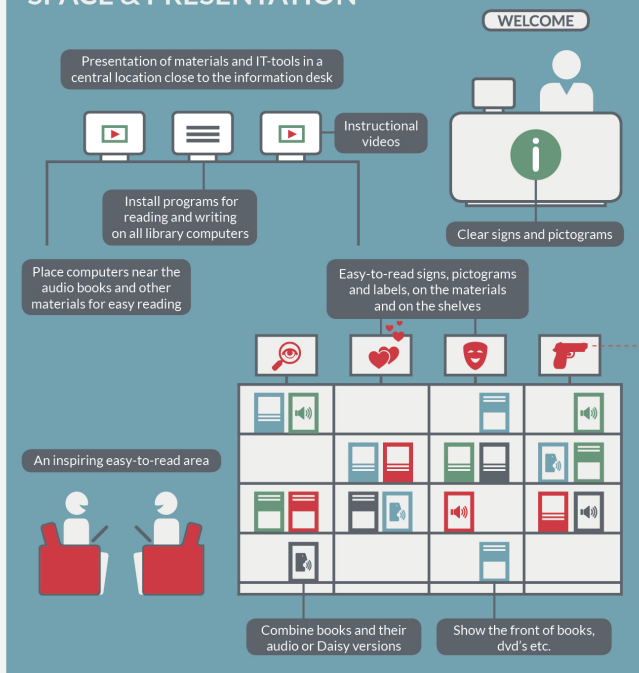 SPACE & PRESENTATION
WELCOME
Presentation of materials and IT-tools in a
central location close to the information desk
Instructional
videos
Install programs for
reading and writing
on all library computers
i
Clear signs and pictograms
Place computers near the
audio books and other
materials for easy reading
Easy-to-read signs, pictograms
and labels, on the materials
and on the shelves
An inspiring easy-to-read area
Combine books and their
audio or Daisy versions
Show the front of books,
dvd's etc.